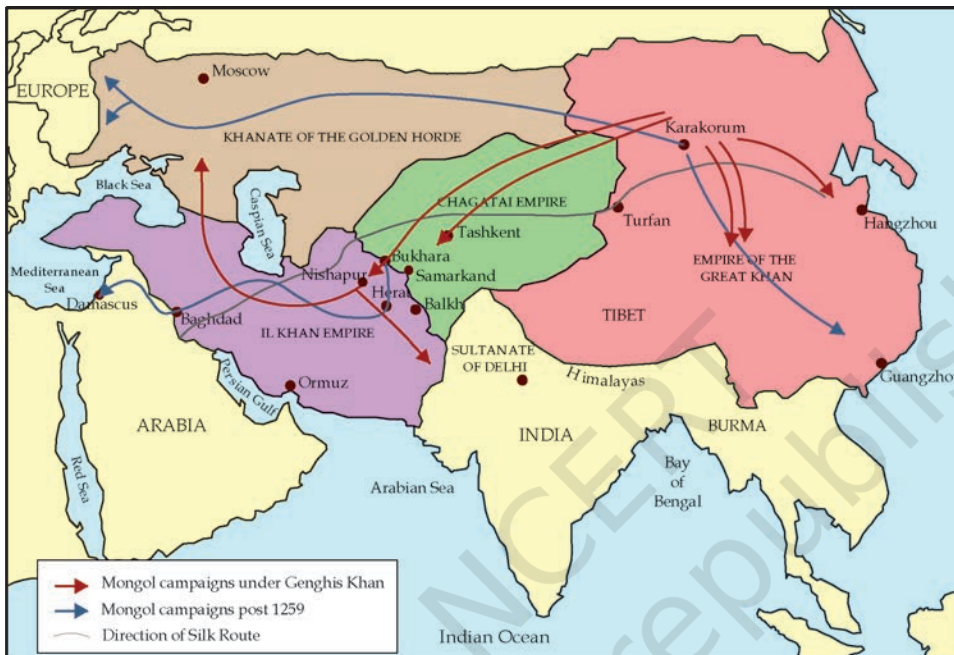 Moscow
EUROPE
KHANATE OF THE GOLDEN HORDE
Karakorum
Black Sea
Caspian Sea
CHAGATAI EMPIRE
Turfan
Hangzhou
Tashkent
Mediterranean
Sea
Bukhara
Nishapur
Samarkand
EMPIRE OF THE
GREAT KHAN
Damascus
Herat
Balkh
Baghdad
IL KHAN EMPIRE
TIBET
SULTANATE
OF DELHI
Himalayas
Guangzhou
Ormuz
Persian Gulf
ARABIA
INDIA
BURMA
Red Sea
Arabian Sea
Bay
of
Bengal
Mongol campaigns under Genghis Khan
Mongol campaigns post 1259
Direction of Silk Route
Indian Ocean
NCERT
republish